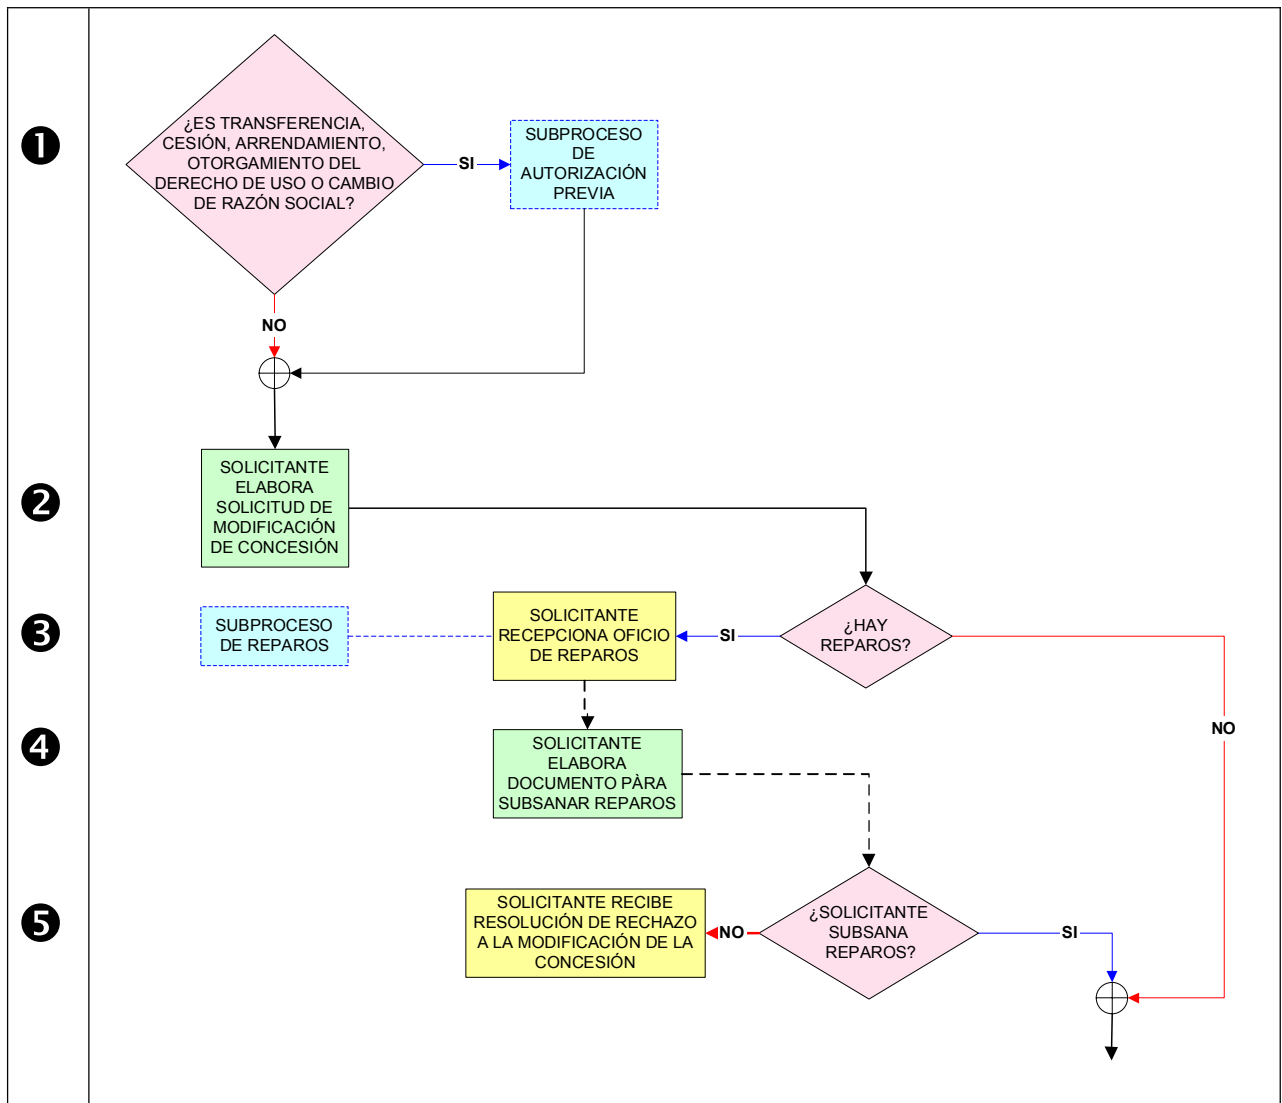 ❶
¿ES TRANSFERENCIA,
CESIÓN, ARRENDAMIENTO,
OTORGAMIENTO DEL
DERECHO DE USO O CAMBIO
DE RAZÓN SOCIAL?
SI
SUBPROCESO
DE
AUTORIZACIÓN
PREVIA
NO
❷
SOLICITANTE
ELABORA
SOLICITUD DE
MODIFICACIÓN
DE CONCESIÓN
❸
SUBPROCESO
DE REPAROS
SOLICITANTE
RECEPCIONA OFICIO
DE REPAROS
SI
¿HAY
REPAROS?
NO
❹
SOLICITANTE
ELABORA
DOCUMENTO PÀRA
SUBSANAR REPAROS
❺
SOLICITANTE RECIBE
RESOLUCIÓN DE RECHAZO
A LA MODIFICACIÓN DE LA
CONCESIÓN
NO
¿SOLICITANTE
SUBSANA
REPAROS?
SI